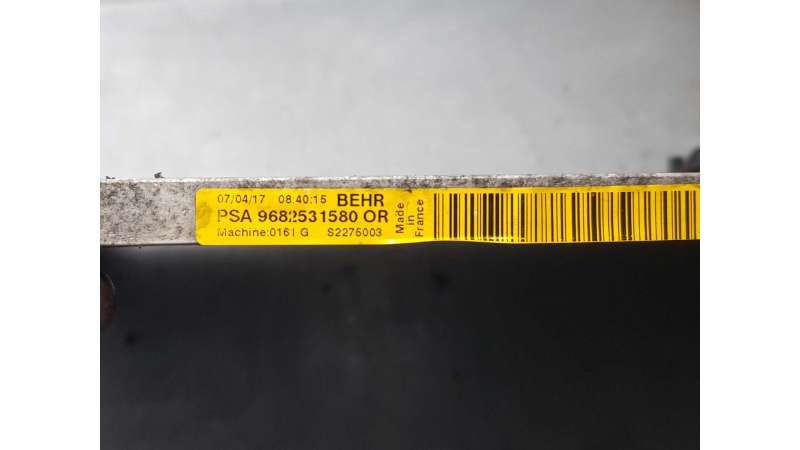 07/04/17 08:40:15 BEHR
PSA 9682531580 OR
Machine:0161 G S2275003
Made
in
France